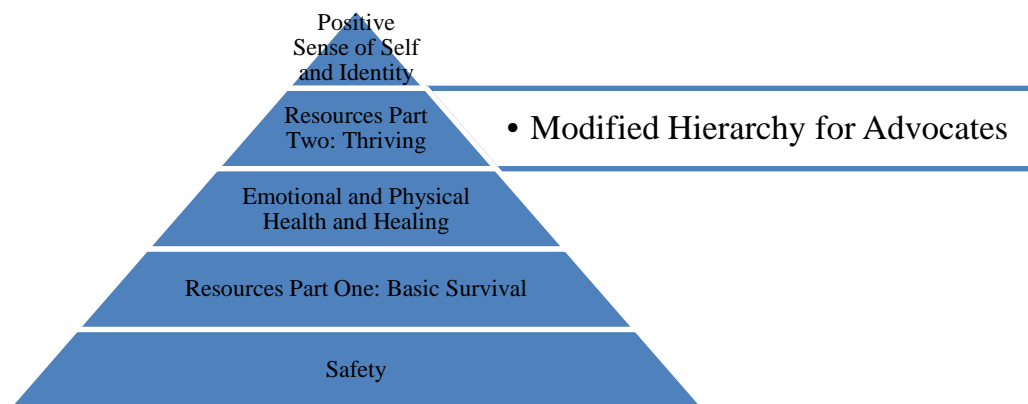 Positive
Sense of Self
and Identity
Resources Part
Two: Thriving
• Modified Hierarchy for Advocates
Emotional and Physical
Health and Healing
Resources Part One: Basic Survival
Safety